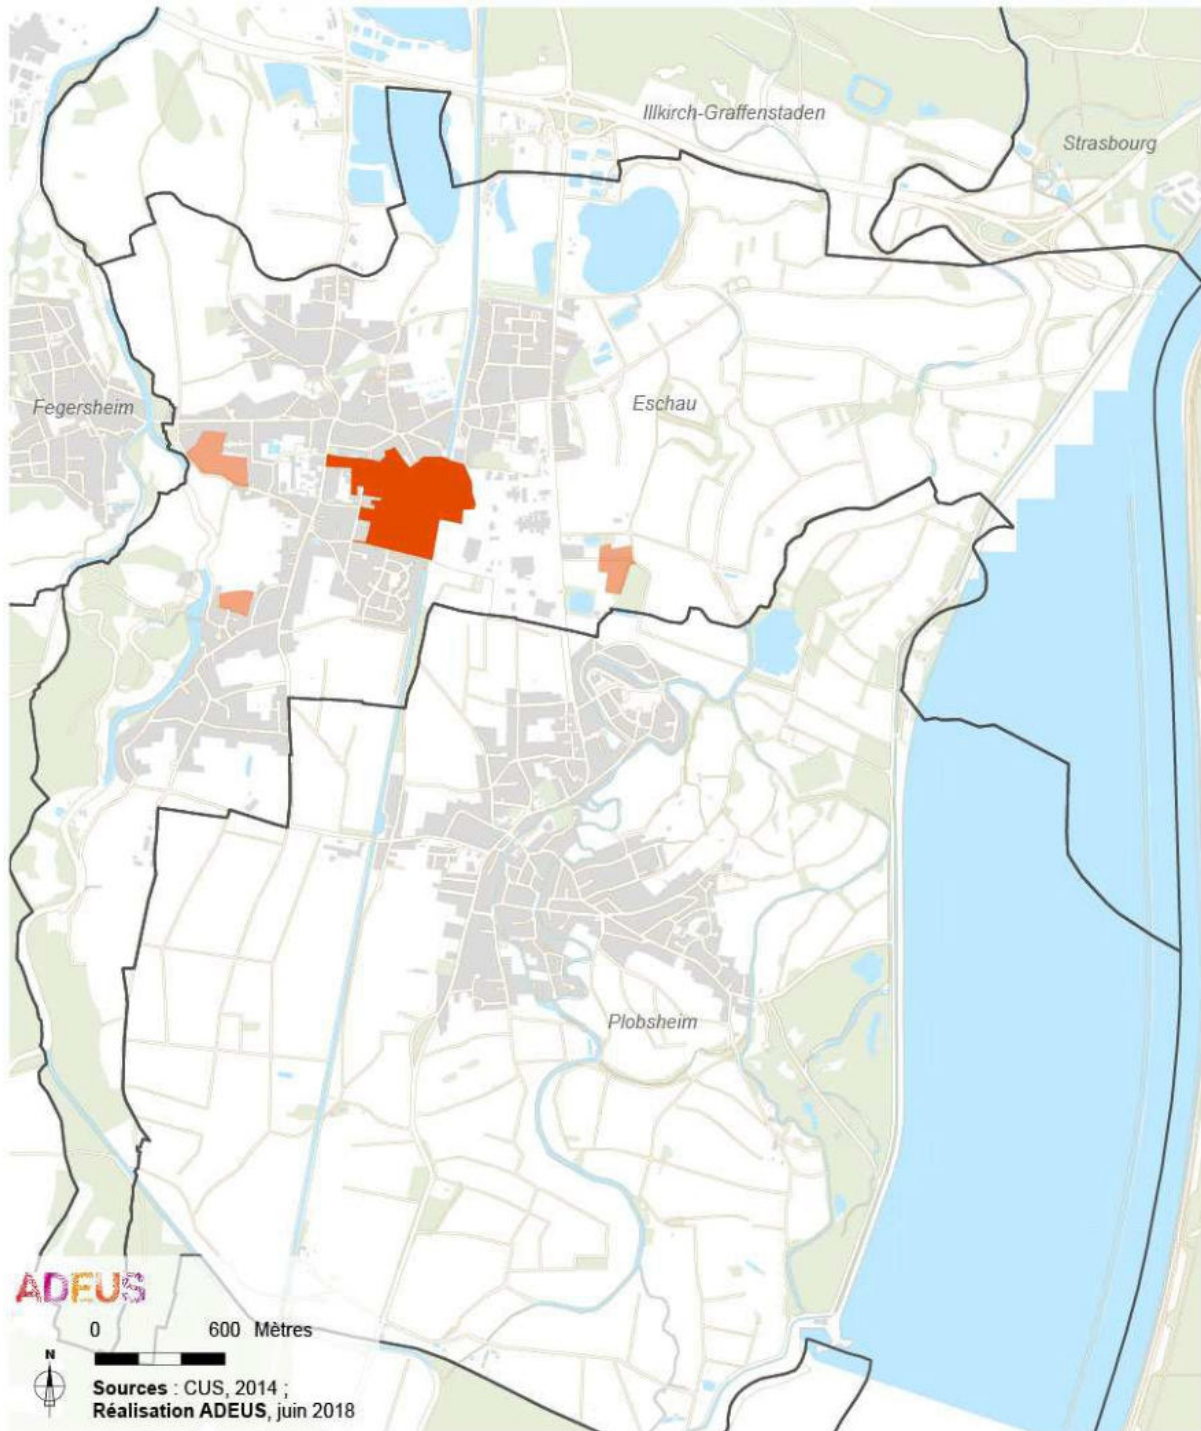 Illkirch-Graffenstaden
Strasbourg
Fegersheim
Eschau
Plobsheim
ADEUS
0 600 Mètres
N
Sources : CUS, 2014 ;
Réalisation ADEUS, juin 2018